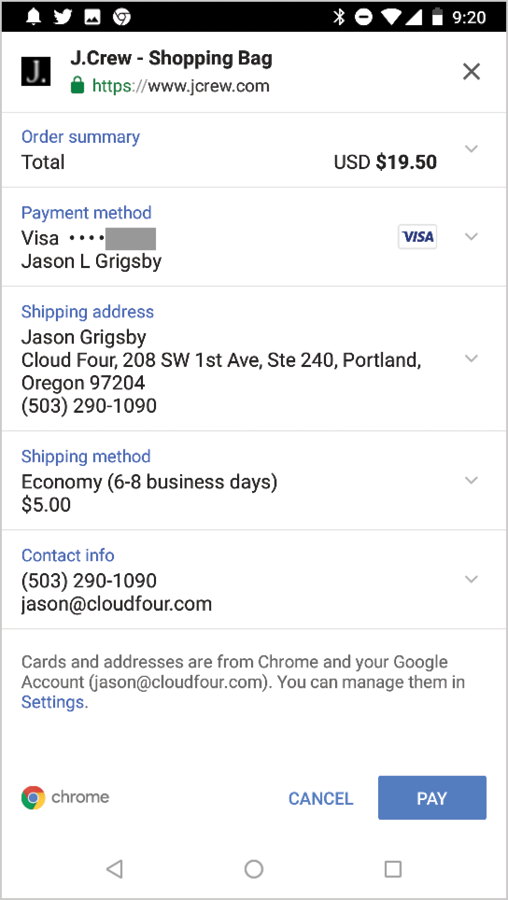 9:20
J.
J.Crew - Shopping Bag
https://www.jcrew.com
Order summary
Total USD $19.50
Payment method
Visa ••••
VISA
Jason L Grigsby
Shipping address
Jason Grigsby
Cloud Four, 208 SW 1st Ave, Ste 240, Portland,
Oregon 97204
(503) 290-1090
Shipping method
Economy (6-8 business days)
$5.00
Contact info
(503) 290-1090
jason@cloudfour.com
Cards and addresses are from Chrome and your Google
Account (jason@cloudfour.com). You can manage them in
Settings.
chrome CANCEL PAY